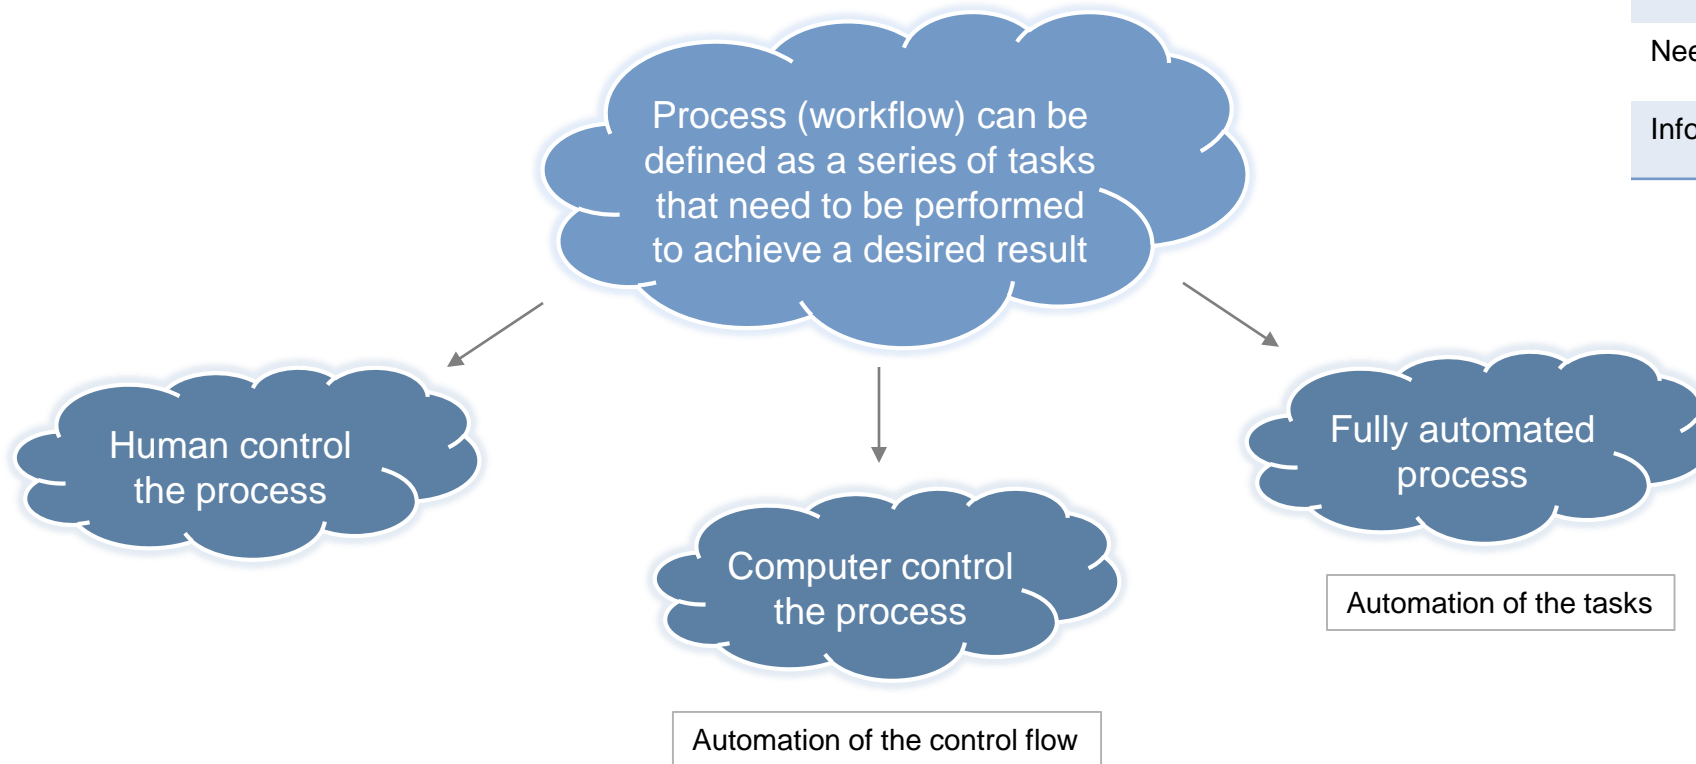 Process (workflow) can be
defined as a series of tasks
that need to be performed
to achieve a desired result
Human control
the process
Computer control
the process
Fully automated
process
Automation of the tasks
Automation of the control flow